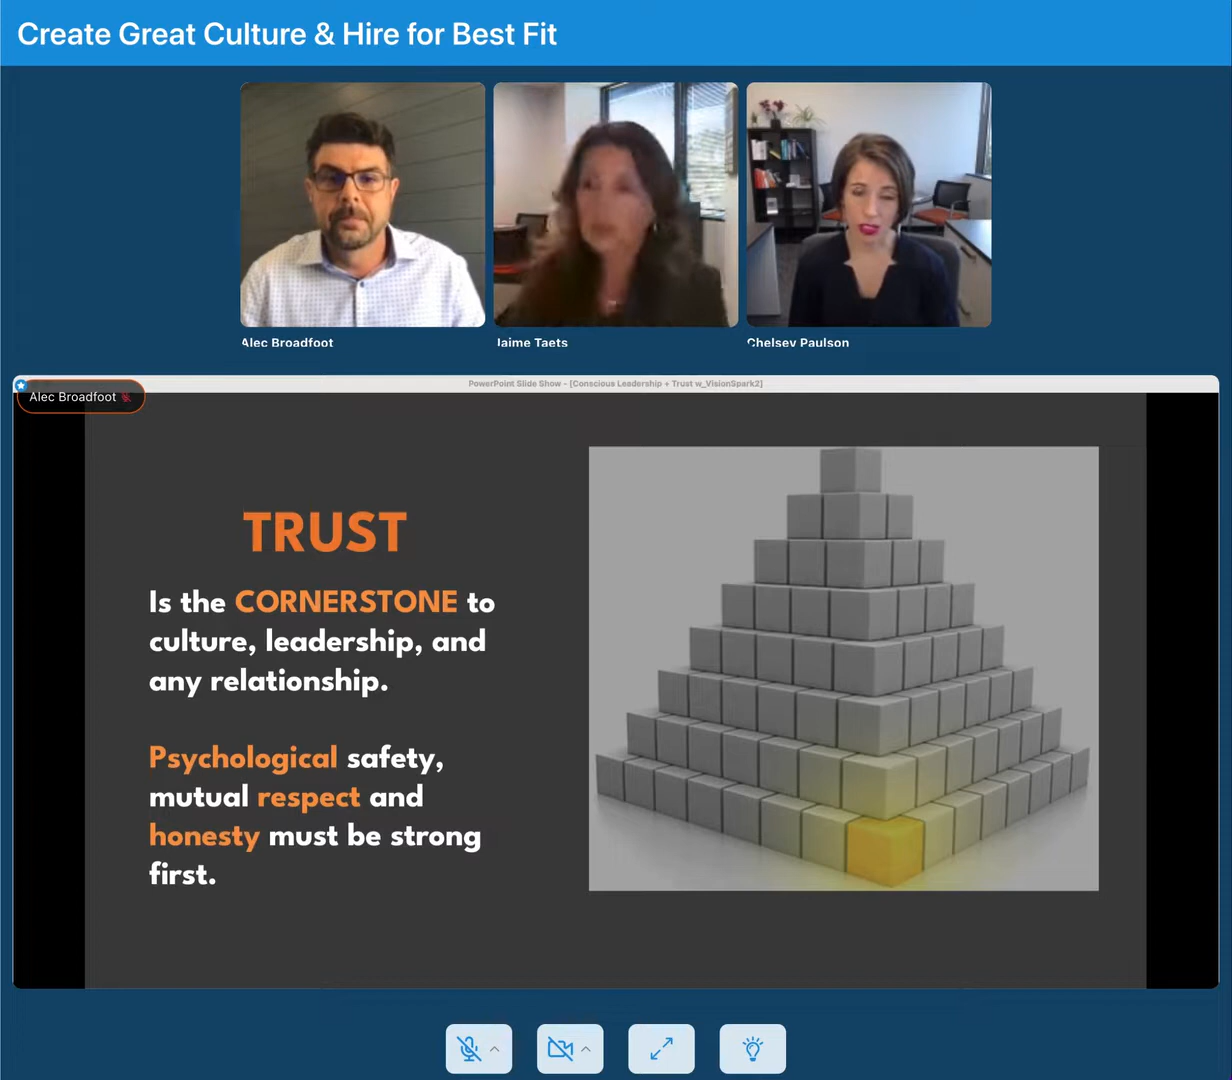 Create Great Culture & Hire for Best Fit
Alec Broadfoot
Jaime Taets
Chelsey Paulson
PowerPoint Slide Show - [Conscious Leadership + Trust w_VisionSpark2]
Alec Broadfoot
TRUST
Is the CORNERSTONE to
culture, leadership, and
any relationship.
Psychological safety,
mutual respect and
honesty must be strong
first.